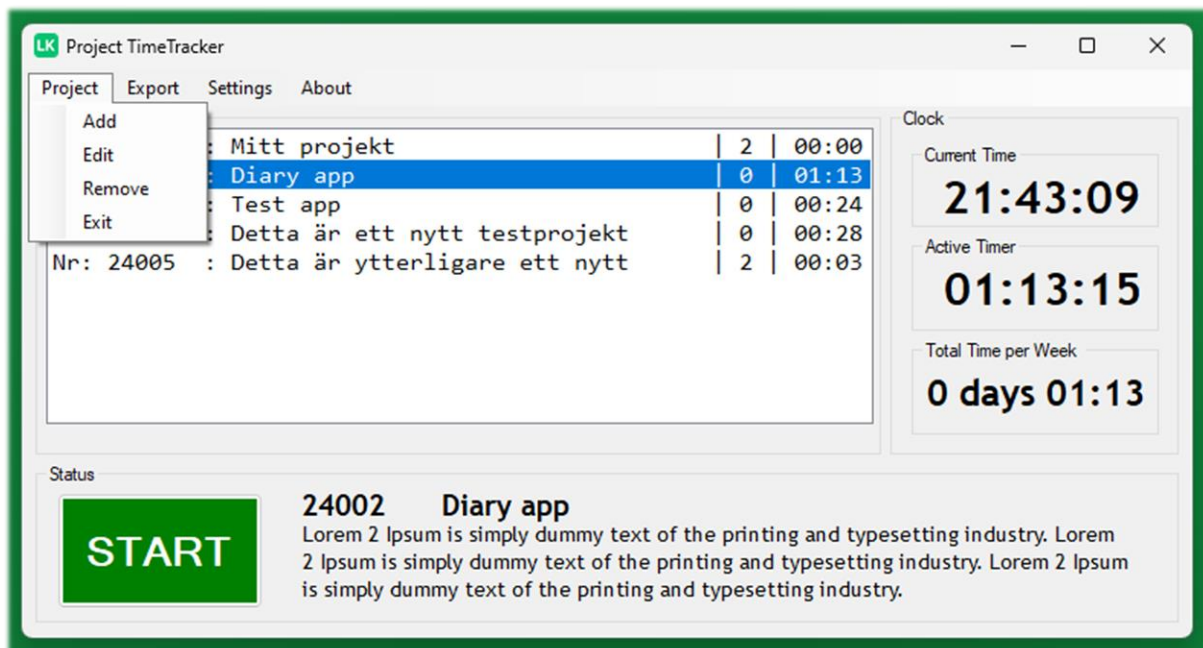 LK Project TimeTracker
Project Export Settings About
Add
Edit
Remove
Exit
: Mitt projekt | 2 | 00:00
: Diary app | 0 | 01:13
: Test app | 0 | 00:24
: Detta är ett nytt testprojekt | 0 | 00:28
Nr: 24005 : Detta är ytterligare ett nytt | 2 | 00:03
Clock
Current Time
21:43:09
Active Timer
01:13:15
Total Time per Week
0 days 01:13
Status
START
24002 Diary app
Lorem 2 Ipsum is simply dummy text of the printing and typesetting industry. Lorem
2 Ipsum is simply dummy text of the printing and typesetting industry. Lorem 2 Ipsum
is simply dummy text of the printing and typesetting industry.